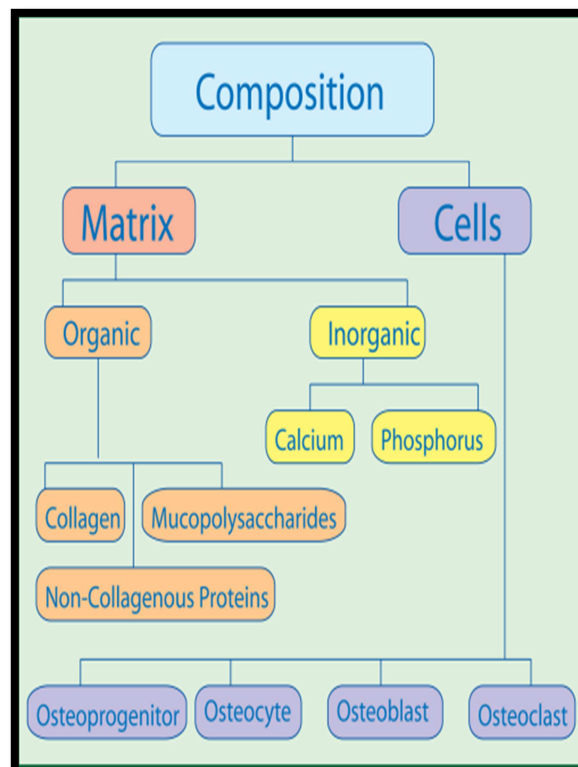 Composition
Matrix
Cells
Organic
Inorganic
Calcium
Phosphorus
Collagen
Mucopolysaccharides
Non-Collagenous Proteins
Osteoprogenitor
Osteocyte
Osteoblast
Osteoclast